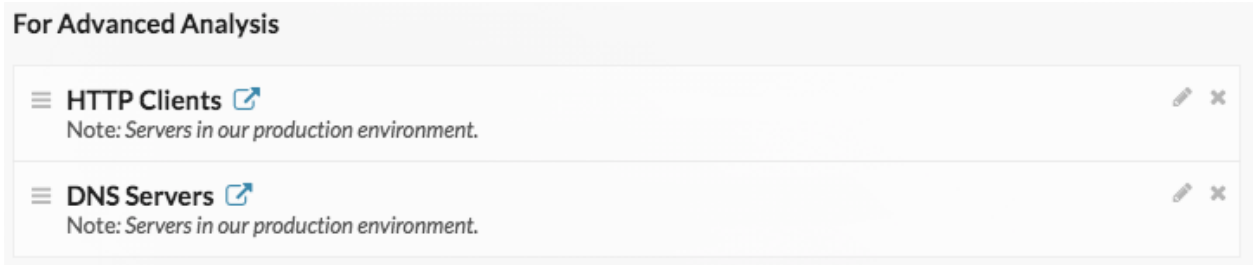 For Advanced Analysis
HTTP Clients
Note: Servers in our production environment.
DNS Servers
Note: Servers in our production environment.